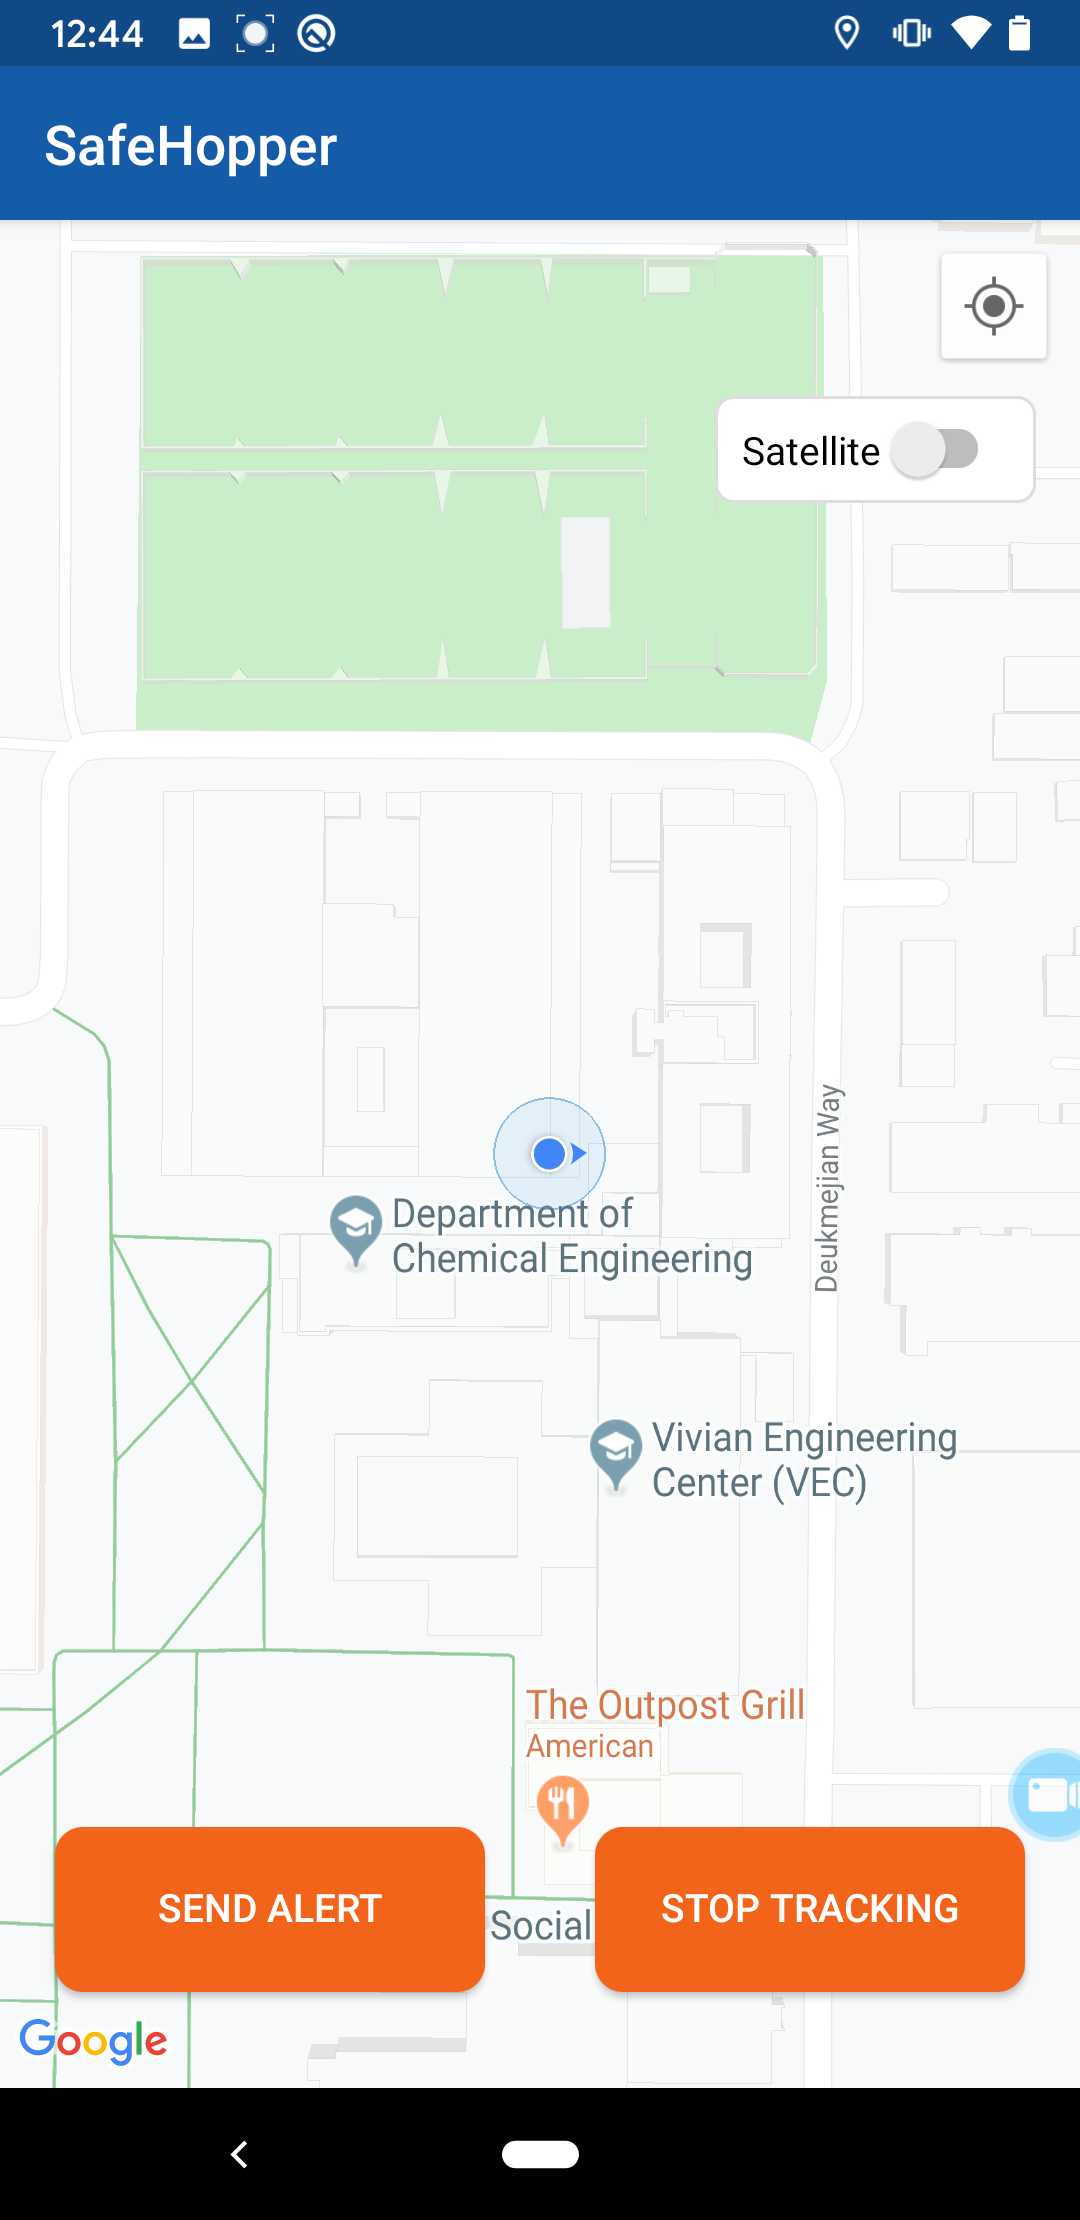 12:44
SafeHopper
Satellite
Deukmejian Way
Department of
Chemical Engineering
Vivian Engineering
Center (VEC)
The Outpost Grill
American
SEND ALERT
Social
STOP TRACKING
Google